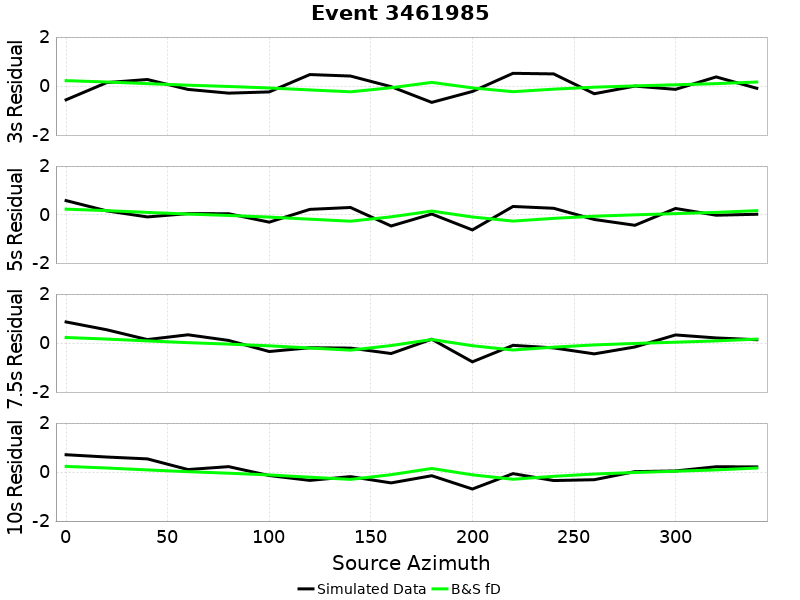 Event 3461985
3s Residual
2
0
-2
5s Residual
2
0
-2
7.5s Residual
2
0
-2
10s Residual
2
0
-2
0 50 100 150 200 250 300
Source Azimuth
Simulated Data B&S fD